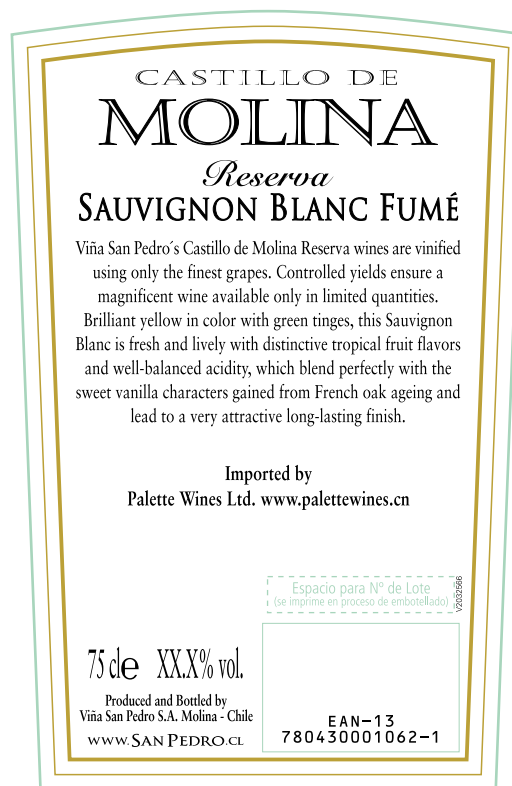 CASTILLO DE
MOLINA
Reserva
SAUVIGNON BLANC FUMÉ
Viña San Pedro´s Castillo de Molina Reserva wines are vinified
using only the finest grapes. Controlled yields ensure a
magnificent wine available only in limited quantities.
Brilliant yellow in color with green tinges, this Sauvignon
Blanc is fresh and lively with distinctive tropical fruit flavors
and well-balanced acidity, which blend perfectly with the
sweet vanilla characters gained from French oak ageing and
lead to a very attractive long-lasting finish.
Imported by
Palette Wines Ltd. www.palettewines.cn
Espacio para Nº de Lote
(se imprime en proceso de embotellado)
V2032566
75 cl e XX.X% vol.
Produced and Bottled by
Viña San Pedro S.A. Molina - Chile
WWW.SAN PEDRO.CL
EAN-13
780430001062-1